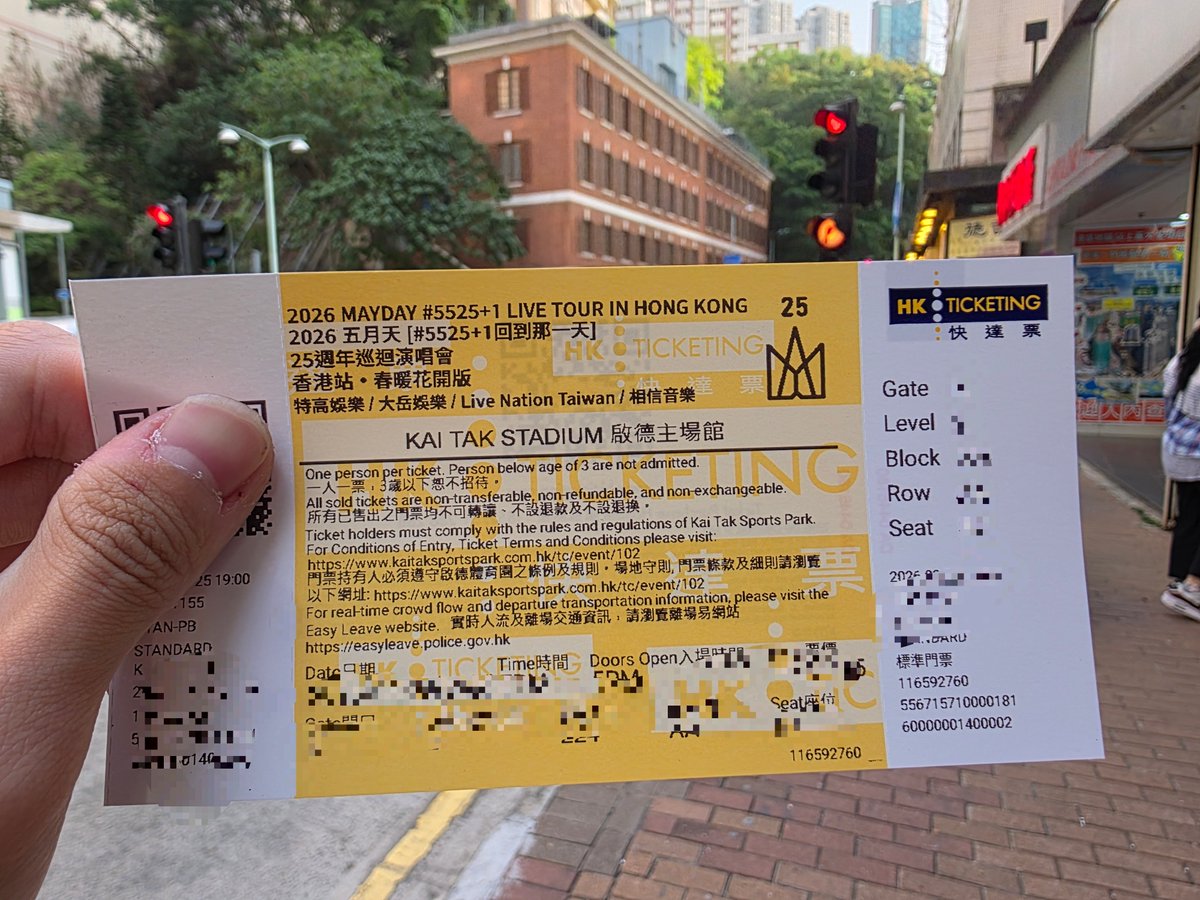 2026 MAYDAY #5525+1 LIVE TOUR IN HONG KONG
25
2026 五月天 [#5525+1回到那一天]
25週年巡迴演唱會
香港站・春暖花開版
特高娛樂 / 大岳娛樂 / Live Nation Taiwan / 相信音樂
HK TICKETING
快達票
KAI TAK STADIUM 啟德主場館
One person per ticket. Person below age of 3 are not admitted.
一人一票，3歲以下恕不招待。
All sold tickets are non-transferable, non-refundable, and non-exchangeable.
所有已售出之門票均不可轉讓、不設退款及不設退換。
Ticket holders must comply with the rules and regulations of Kai Tak Sports Park.
For Conditions of Entry, Ticket Terms and Conditions please visit:
https://www.kaitaksportspark.com.hk/tc/event/102
門票持有人必須遵守啟德體育園之條例及規則。場地守則, 門票條款及細則請瀏覽
以下網址: https://www.kaitaksportspark.com.hk/tc/event/102
For real-time crowd flow and departure transportation information, please visit the
Easy Leave website. 實時人流及離場交通資訊，請瀏覽離場易網站
https://easyleave.police.gov.hk
Date日期
Time時間
Doors Open入場時間
票價
Seat座位
116592760
HK TICKETING
快達票
Gate
Level
Block
Row
Seat
標準門票
116592760
556715710000181
60000001400002
25 19:00
155
TAN-PB
STANDARD
K